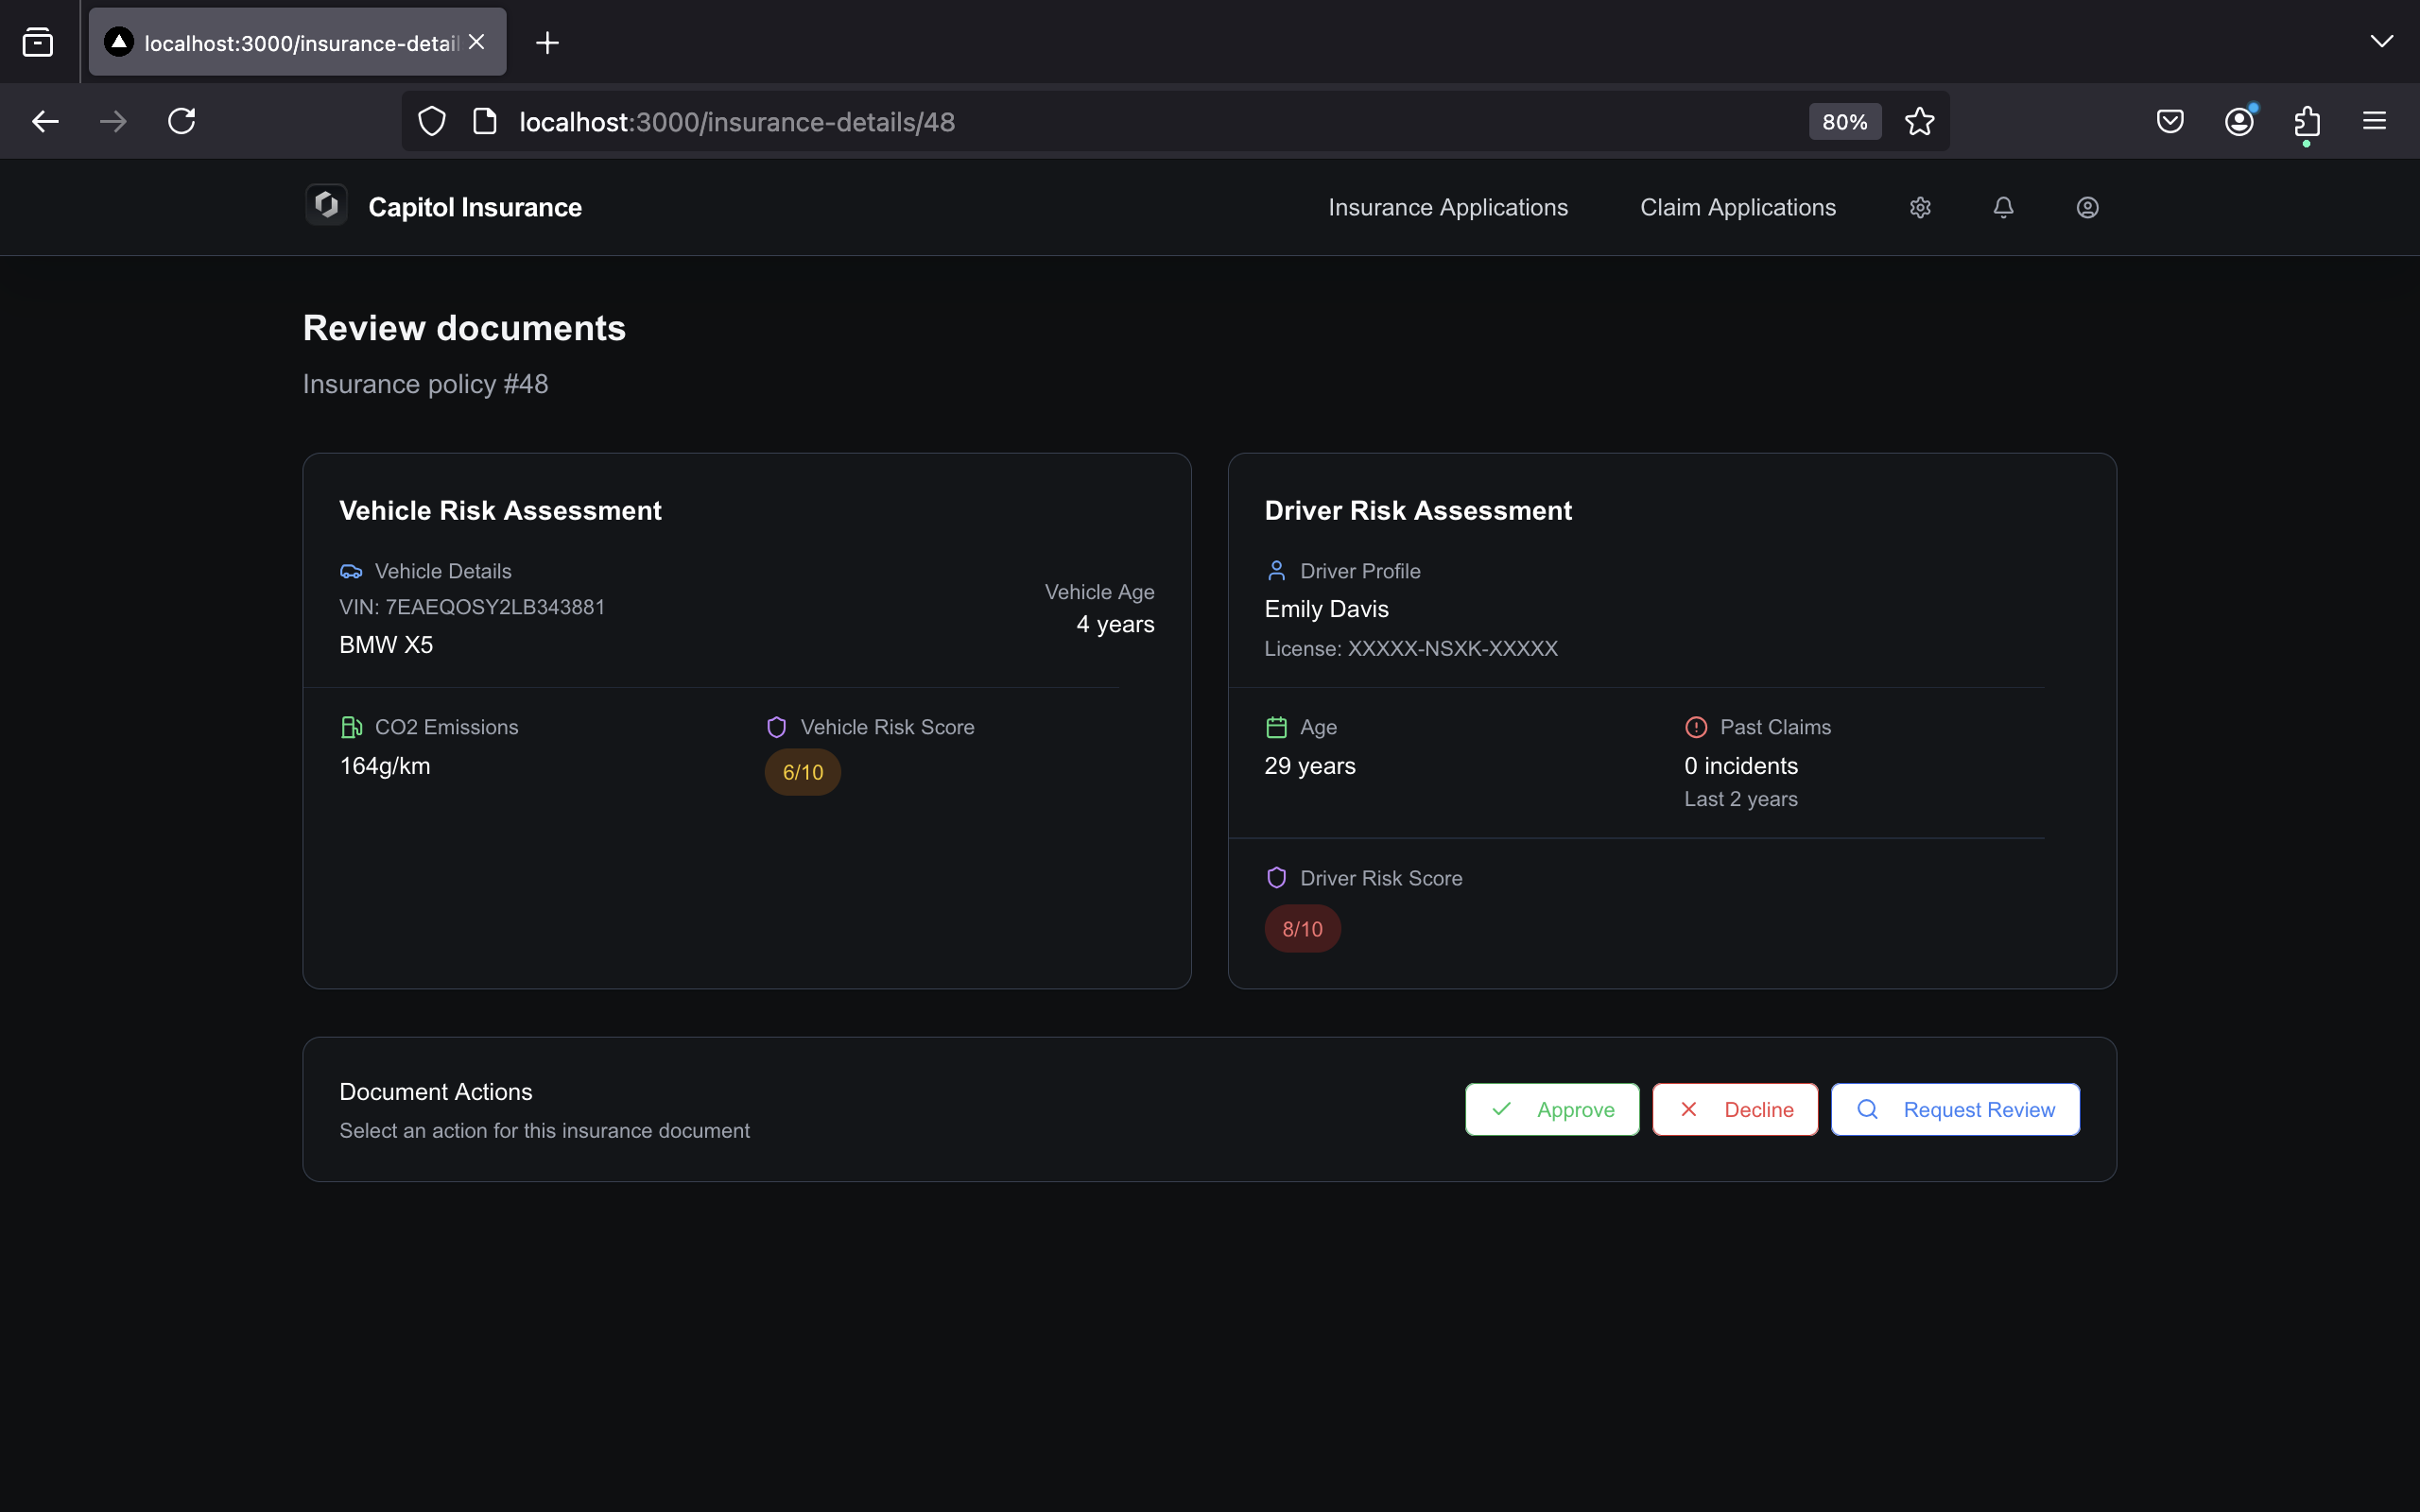 localhost:3000/insurance-detail
localhost:3000/insurance-details/48
80%
Capitol Insurance
Insurance Applications
Claim Applications
Review documents
Insurance policy #48
Vehicle Risk Assessment
Vehicle Details
VIN: 7EAEQOSY2LB343881
BMW X5
Vehicle Age
4 years
CO2 Emissions
164g/km
Vehicle Risk Score
6/10
Driver Risk Assessment
Driver Profile
Emily Davis
License: XXXXX-NSXK-XXXXX
Age
29 years
Past Claims
0 incidents
Last 2 years
Driver Risk Score
8/10
Document Actions
Select an action for this insurance document
Approve
Decline
Request Review